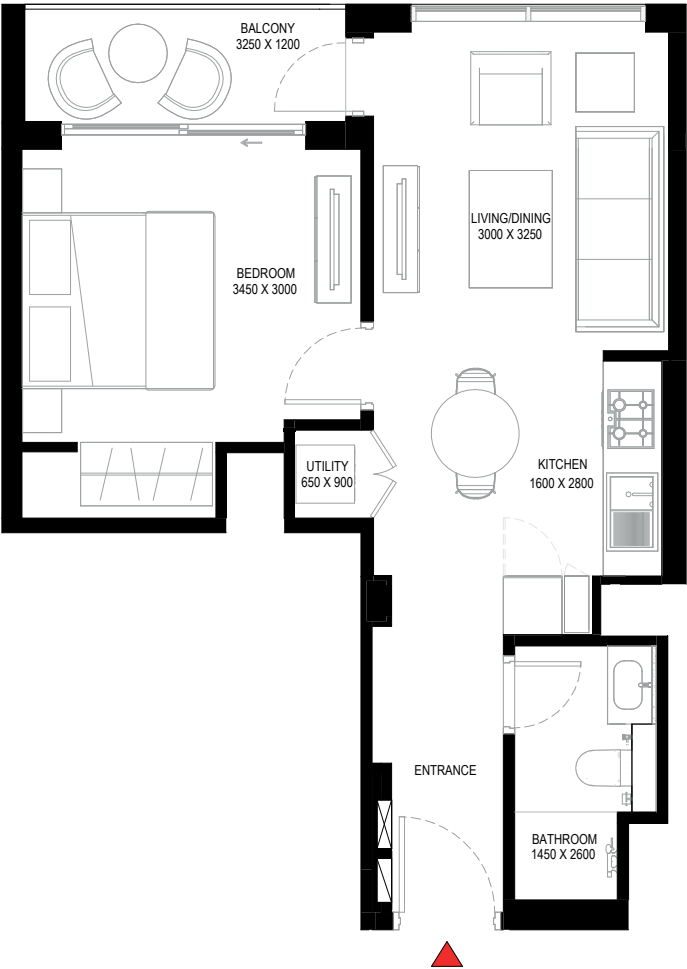 BALCONY
3250 X 1200
LIVING/DINING
3000 X 3250
BEDROOM
3450 X 3000
UTILITY
650 X 900
KITCHEN
1600 X 2800
ENTRANCE
BATHROOM
1450 X 2600